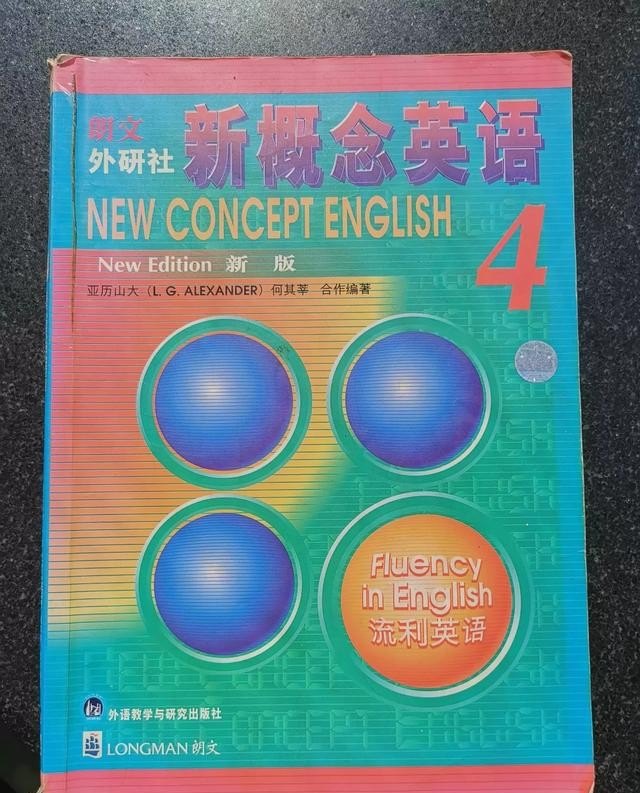 朗文
外研社
新概念英语
NEW CONCEPT ENGLISH
4
New Edition 新 版
亚历山大（L. G. ALEXANDER）何其莘 合作编著
Fluency
in English
流利英语
外语教学与研究出版社
LONGMAN 朗文